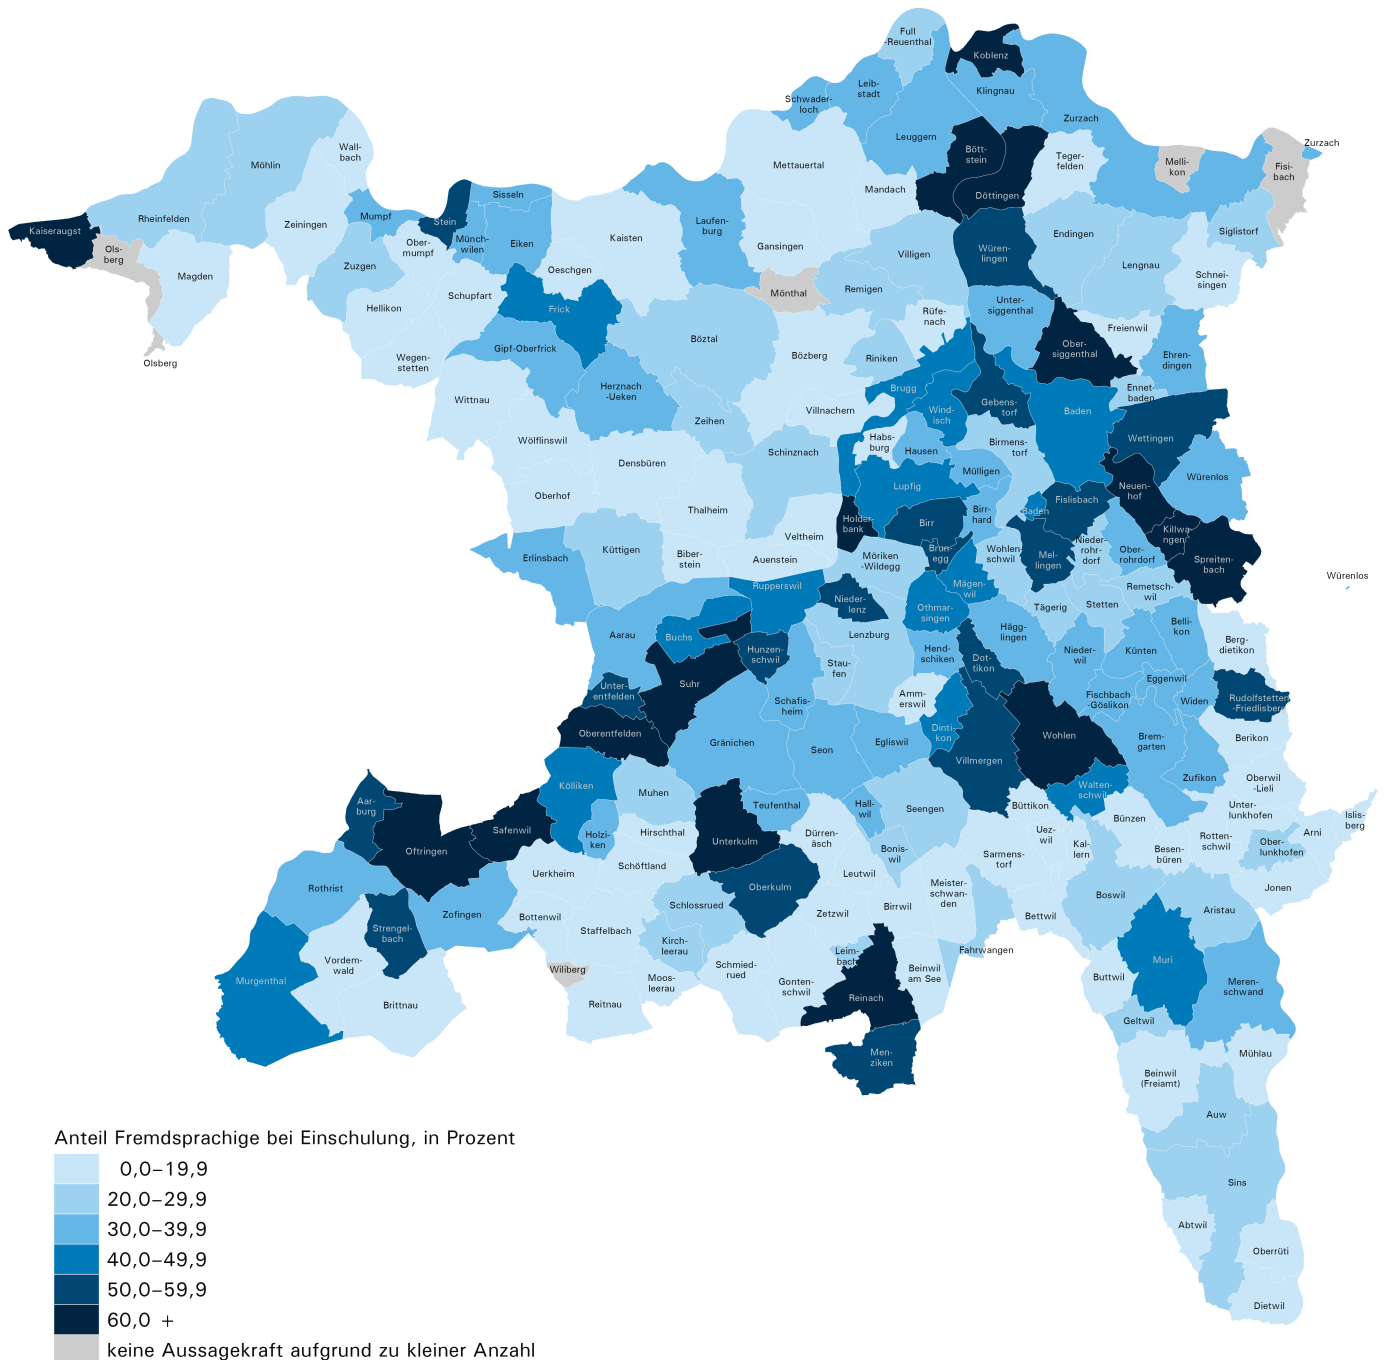 Full
-Reuenthal
Koblenz
Leib-
stadt
Klingnau
Schwader-
loch
Zurzach
Leuggern
Zurzach
Wall-
bach
Möhlin
Mettauertal
Bött-
stein
Teger-
felden
Melli-
kon
Fisi-
bach
Mandach
Döttingen
Sisseln
Rheinfelden
Mumpf
Stein
Zeiningen
Laufen-
burg
Kaiseraugst
Siglistorf
Endingen
Kaisten
Münch-
wilen
Eiken
Ober-
mumpf
Gansingen
Ols-
berg
Villigen
Würen-
lingen
Zuzgen
Lengnau
Oeschgen
Magden
Schnei-
singen
Remigen
Mönthal
Schupfart
Hellikon
Frick
Unter-
siggenthal
Rüfe-
nach
Freienwil
Böztal
Ober-
siggenthal
Gipf-Oberfrick
Bözberg
Riniken
Ehren-
dingen
Olsberg
Wegen-
stetten
Herznach
-Ueken
Brugg
Ennet-
baden
Wittnau
Gebens-
torf
Villnachern
Wind-
isch
Baden
Zeihen
Wölflinswil
Wettingen
Habs-
burg
Hausen
Birmens-
torf
Schinznach
Densbüren
Mülligen
Würenlos
Oberhof
Lupfig
Neuen-
hof
Fislisbach
Thalheim
Baden
Birr-
hard
Holder-
bank
Birr
Killwa-
ngen
Veltheim
Küttigen
Erlinsbach
Biber-
stein
Auenstein
Möriken
-Wildegg
Brun-
egg
Wohlen-
schwil
Mel-
lingen
Nieder-
rohr-
dorf
Ober-
rohrdorf
Spreiten-
bach
Würenlos
Rupperswil
Mägen-
wil
Remetsch-
wil
Nieder-
lenz
Othmar-
singen
Tägerig
Stetten
Aarau
Buchs
Lenzburg
Hägg-
lingen
Belli-
kon
Berg-
dietikon
Hunzen-
schwil
Hend-
schiken
Dot-
tikon
Nieder-
wil
Künten
Stau-
fen
Suhr
Eggenwil
Unter-
entfelden
Amm-
erswil
Fischbach
-Göslikon
Widen
Rudolfstetten
-Friedlisberg
Schafis-
heim
Oberentfelden
Gränichen
Seon
Egliswil
Dinti-
kon
Wohlen
Brem-
garten
Berikon
Villmergen
Kölliken
Muhen
Zufikon
Oberwil
-Lieli
Walten-
schwil
Aar-
burg
Teufenthal
Hall-
wil
Seengen
Büttikon
Unter-
lunkhofen
Islis-
berg
Safenwil
Holzi-
ken
Hirschthal
Unterkulm
Dürren-
äsch
Bünzen
Uez-
wil
Rotten-
schwil
Arni
Oftringen
Bonis-
wil
Sarmens-
torf
Kal-
lern
Besen-
büren
Ober-
lunkhofen
Uerkheim
Schöftland
Leutwil
Rothrist
Oberkulm
Meister-
schwan-
den
Boswil
Jonen
Zofingen
Bottenwil
Schlossrued
Zetzwil
Birrwil
Bettwil
Aristau
Strengel-
bach
Staffelbach
Kirch-
leerau
Leim-
bach
Fahrwangen
Vordem-
wald
Muri
Wiliberg
Schmied-
rued
Beinwil
am See
Murgenthal
Moos-
leerau
Gonten-
schwil
Buttwil
Meren-
schwand
Brittnau
Reitnau
Reinach
Geltwil
Men-
ziken
Mühlau
Beinwil
(Freiamt)
Auw
Sins
Abtwil
Oberrüti
Dietwil
Anteil Fremdsprachige bei Einschulung, in Prozent
0,0–19,9
20,0–29,9
30,0–39,9
40,0–49,9
50,0–59,9
60,0 +
keine Aussagekraft aufgrund zu kleiner Anzahl